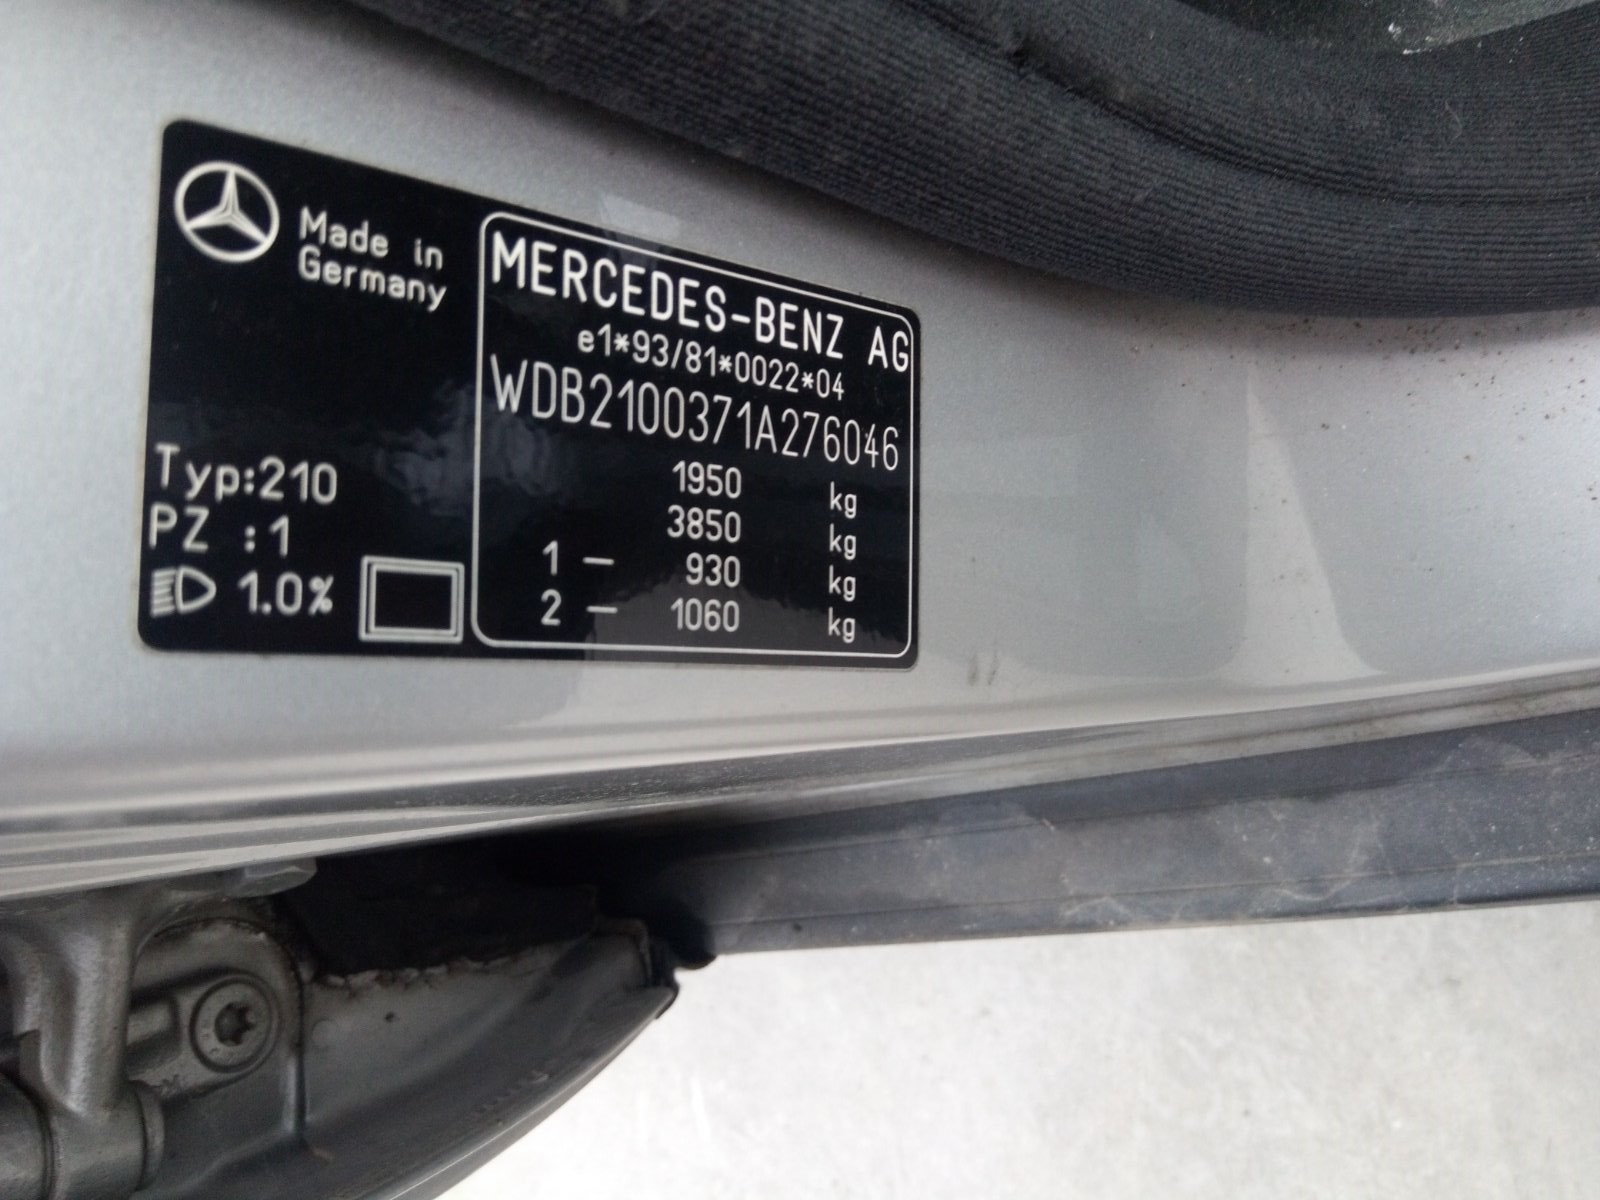 Made in
Germany
MERCEDES-BENZ AG
e1*93/81*0022*04
WDB2100371A276046
1950 kg
3850 kg
1 – 930 kg
2 – 1060 kg
Typ:210
PZ :1
1.0%